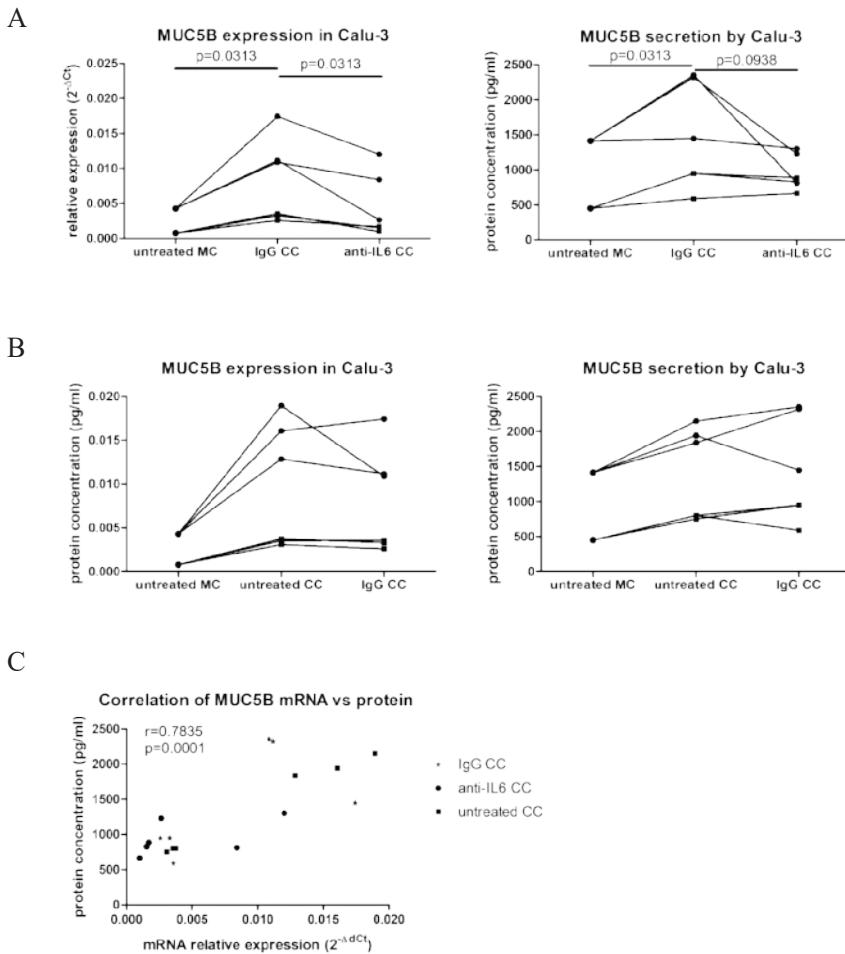 A
MUC5B expression in Calu-3
p=0.0313
p=0.0313
relative expression (2^-ΔCt)
0.025
0.020
0.015
0.010
0.005
0.000
untreated MC
IgG CC
anti-IL6 CC
MUC5B secretion by Calu-3
p=0.0313
p=0.0938
protein concentration (pg/ml)
2500
2000
1500
1000
500
0
untreated MC
IgG CC
anti-IL6 CC
B
MUC5B expression in Calu-3
protein concentration (pg/ml)
0.020
0.015
0.010
0.005
0.000
untreated MC
untreated CC
IgG CC
MUC5B secretion by Calu-3
protein concentration (pg/ml)
2500
2000
1500
1000
500
0
untreated MC
untreated CC
IgG CC
C
Correlation of MUC5B mRNA vs protein
r=0.7835
p=0.0001
protein concentration (pg/ml)
2500
2000
1500
1000
500
0
0.000
0.005
0.010
0.015
0.020
mRNA relative expression (2^-ΔdCt)
IgG CC
anti-IL6 CC
untreated CC